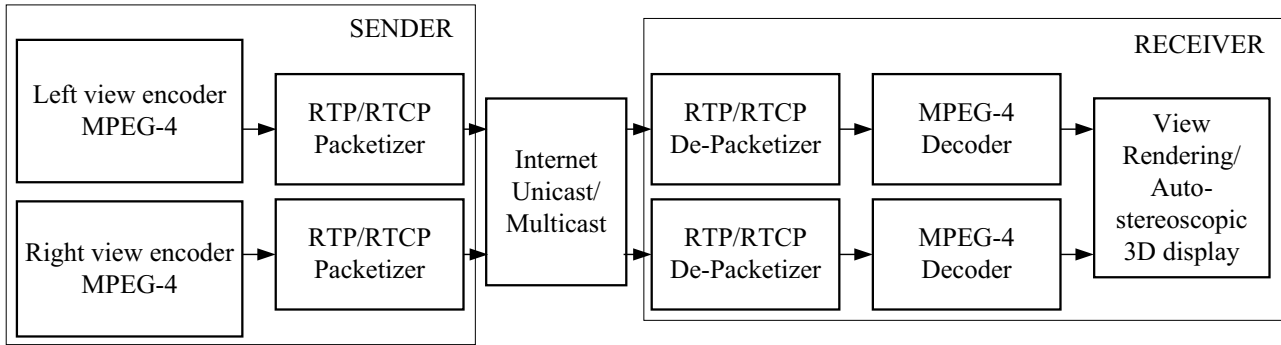 SENDER
Left view encoder
MPEG-4
RTP/RTCP
Packetizer
Right view encoder
MPEG-4
RTP/RTCP
Packetizer
Internet
Unicast/
Multicast
RECEIVER
RTP/RTCP
De-Packetizer
MPEG-4
Decoder
RTP/RTCP
De-Packetizer
MPEG-4
Decoder
View
Rendering/
Auto-
stereoscopic
3D display